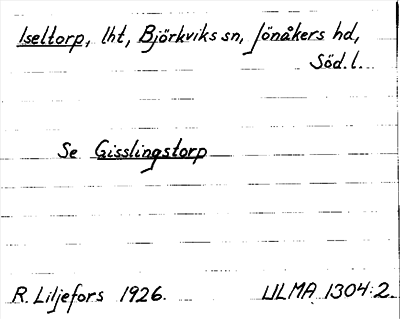 Iseltorp, lht, Björkviks sn, Jönåkers hd,
Söd. l.
Se Gisslingstorp
R. Liljefors 1926. ULMA 1304:2.